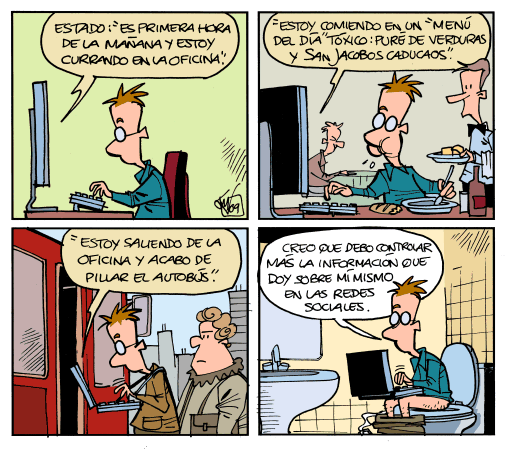 ESTADO: "ES PRIMERA HORA
DE LA MAÑANA Y ESTOY
CURRANDO EN LA OFICINA".
"ESTOY COMIENDO EN UN "MENÚ
DEL DÍA" TÓXICO: PURÉ DE VERDURAS
Y SAN JACOBOS CADUCAOS".
"ESTOY SALIENDO DE LA
OFICINA Y ACABO DE
PILLAR EL AUTOBÚS".
CREO QUE DEBO CONTROLAR
MÁS LA INFORMACIÓN QUE
DOY SOBRE MI MISMO
EN LAS REDES
SOCIALES.